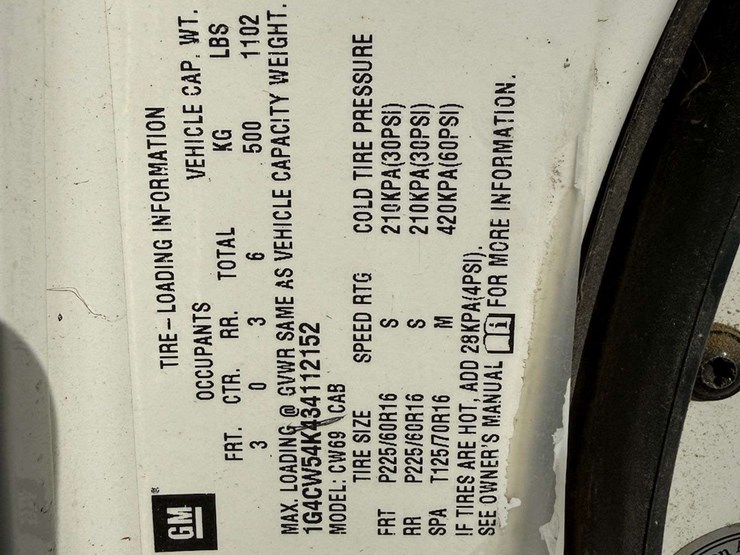 GM
TIRE-LOADING INFORMATION
OCCUPANTS VEHICLE CAP. WT.
FRT. CTR. RR. TOTAL KG LBS
3 0 3 6 500 1102
MAX. LOADING @ GVWR SAME AS VEHICLE CAPACITY WEIGHT.
1G4CW54K434112152
MODEL: CW69 CAB
TIRE SIZE SPEED RTG COLD TIRE PRESSURE
FRT P225/60R16 S 210KPA(30PSI)
RR P225/60R16 S 210KPA(30PSI)
SPA T125/70R16 M 420KPA(60PSI)
IF TIRES ARE HOT, ADD 28KPA(4PSI).
SEE OWNER'S MANUAL i FOR MORE INFORMATION.